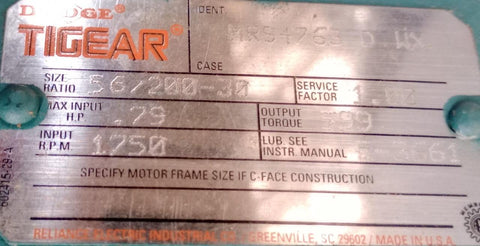 DODGE® IDENT.
TIGEAR®
CASE
SIZE RATIO 56/200-30 SERVICE FACTOR
MAX INPUT H.P. .79 OUTPUT TORQUE
INPUT R.P.M. 1750 LUB SEE INSTR. MANUAL
SPECIFY MOTOR FRAME SIZE IF C-FACE CONSTRUCTION
RELIANCE ELECTRIC INDUSTRIAL CO., GREENVILLE, SC 29602 / MADE IN U.S.A.